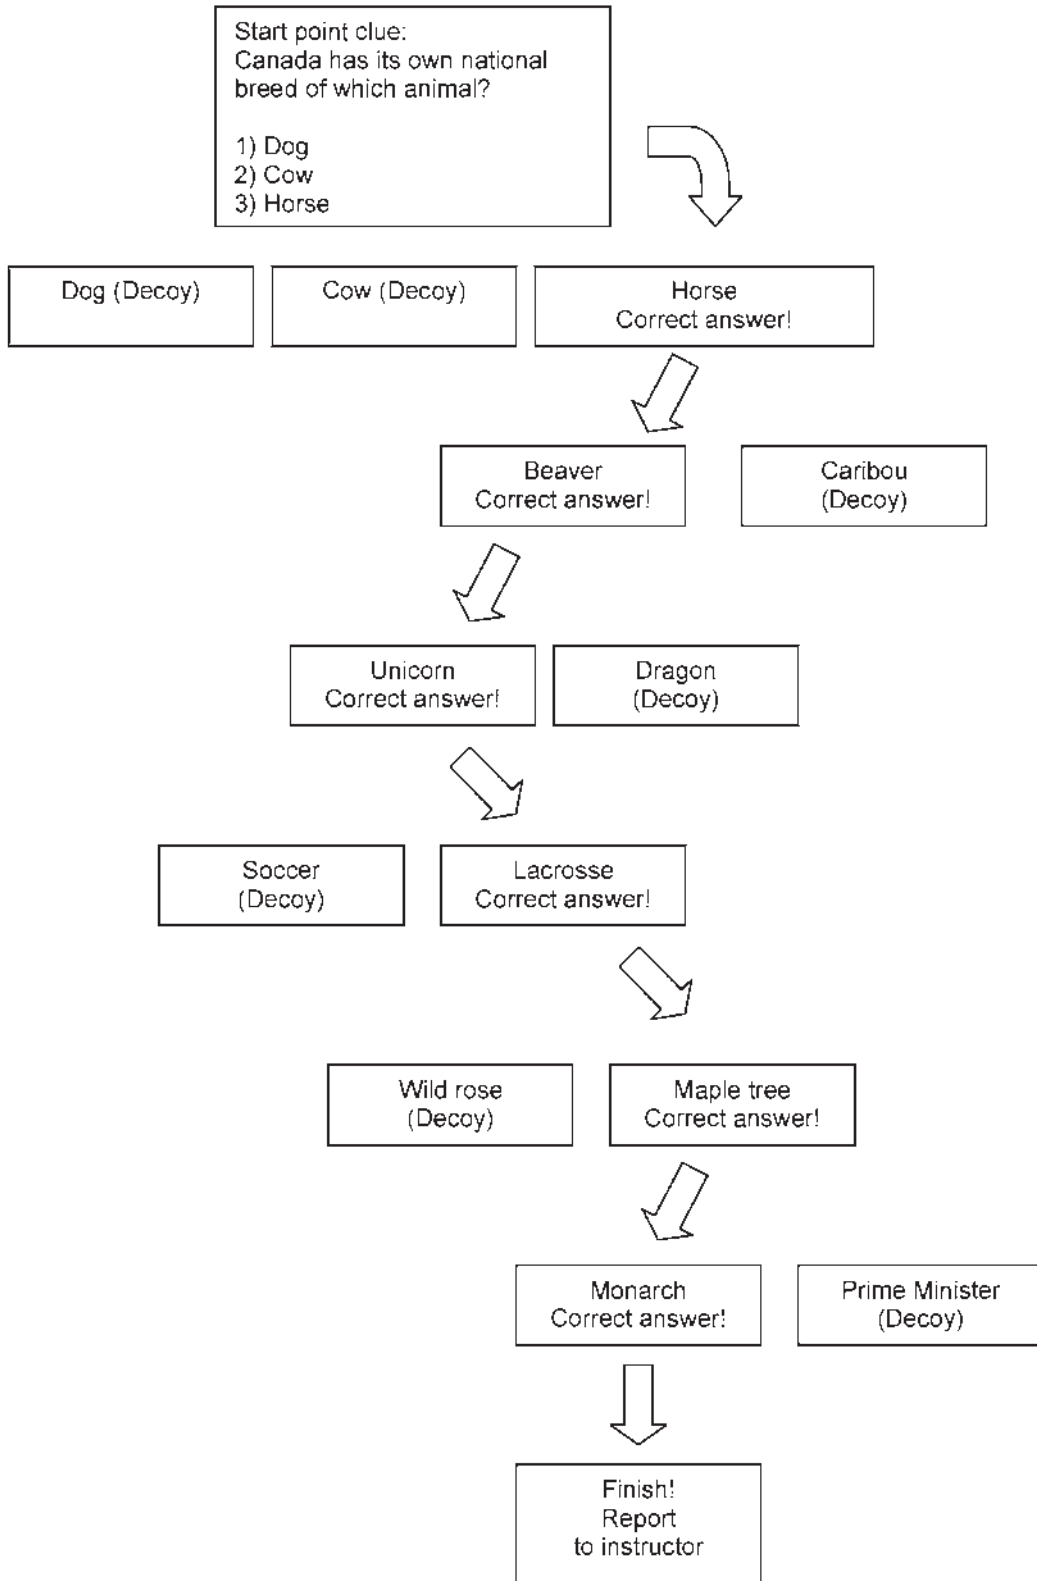 Start point clue:
Canada has its own national
breed of which animal?
1) Dog
2) Cow
3) Horse
Dog (Decoy)
Cow (Decoy)
Horse
Correct answer!
Beaver
Correct answer!
Caribou
(Decoy)
Unicorn
Correct answer!
Dragon
(Decoy)
Soccer
(Decoy)
Lacrosse
Correct answer!
Wild rose
(Decoy)
Maple tree
Correct answer!
Monarch
Correct answer!
Prime Minister
(Decoy)
Finish!
Report
to instructor